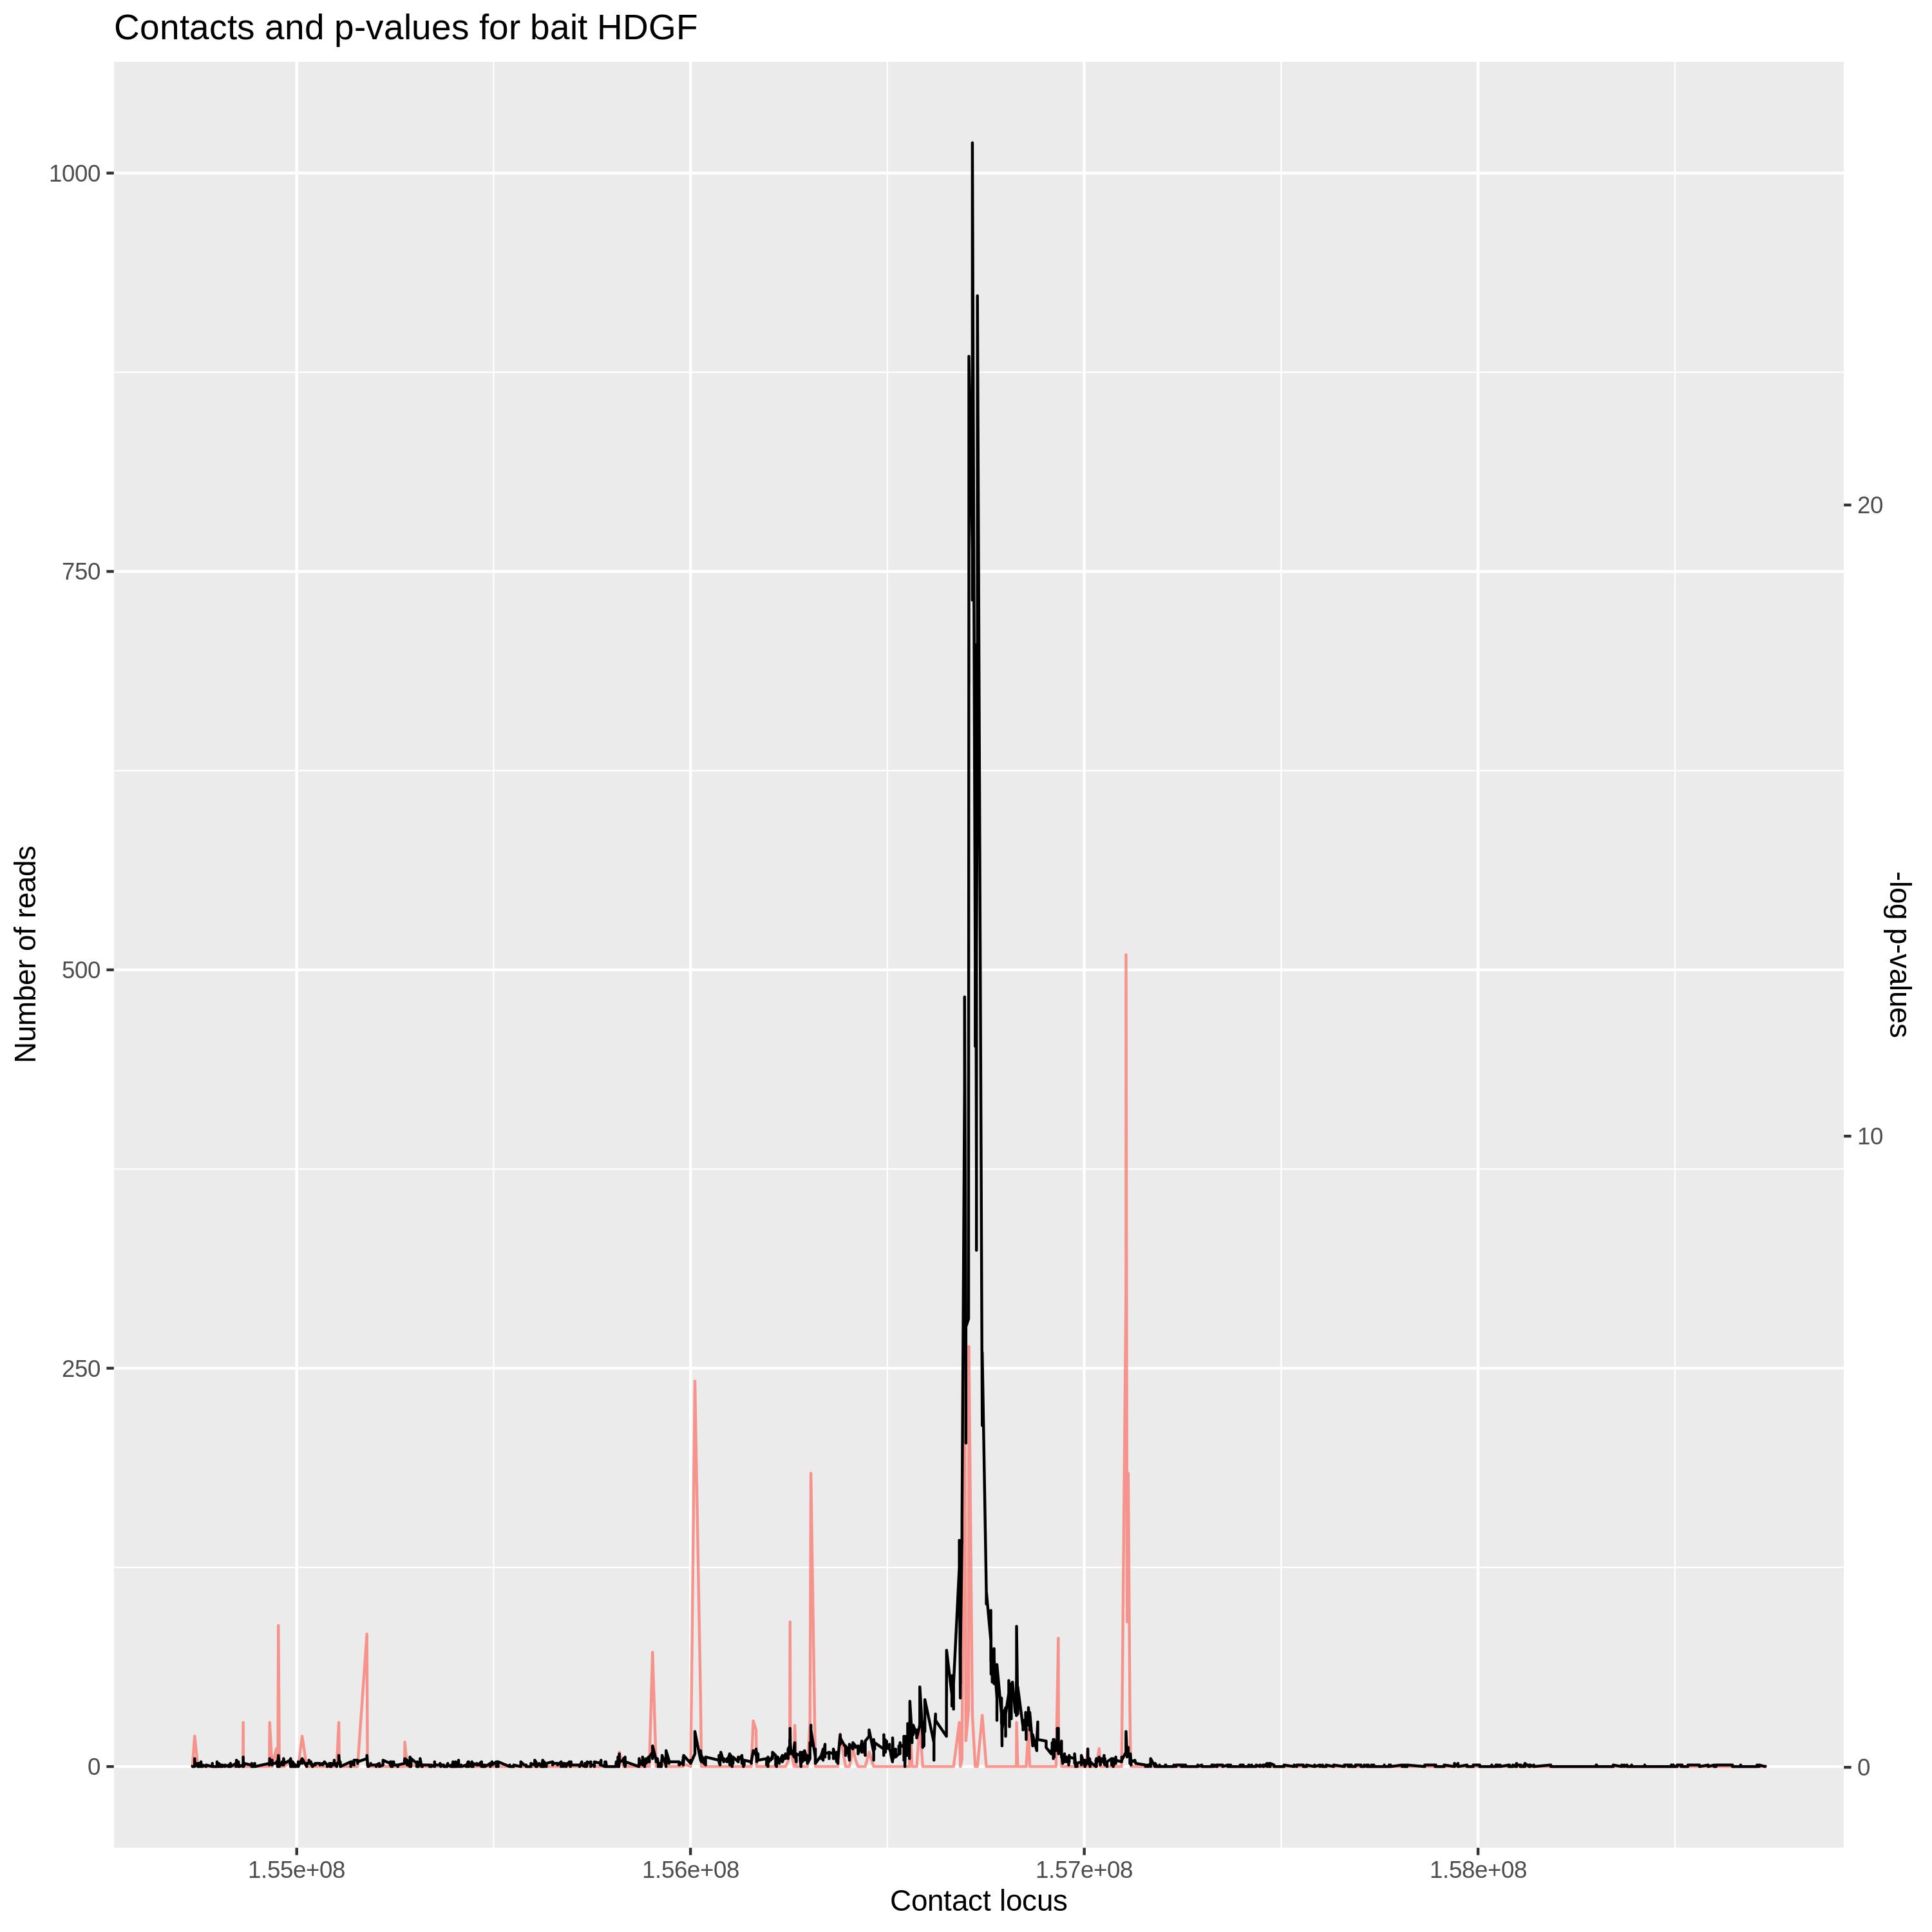 Contacts and p-values for bait HDGF
1000
750
500
250
0
Number of reads
20
10
0
-log p-values
1.55e+08
1.56e+08
1.57e+08
1.58e+08
Contact locus